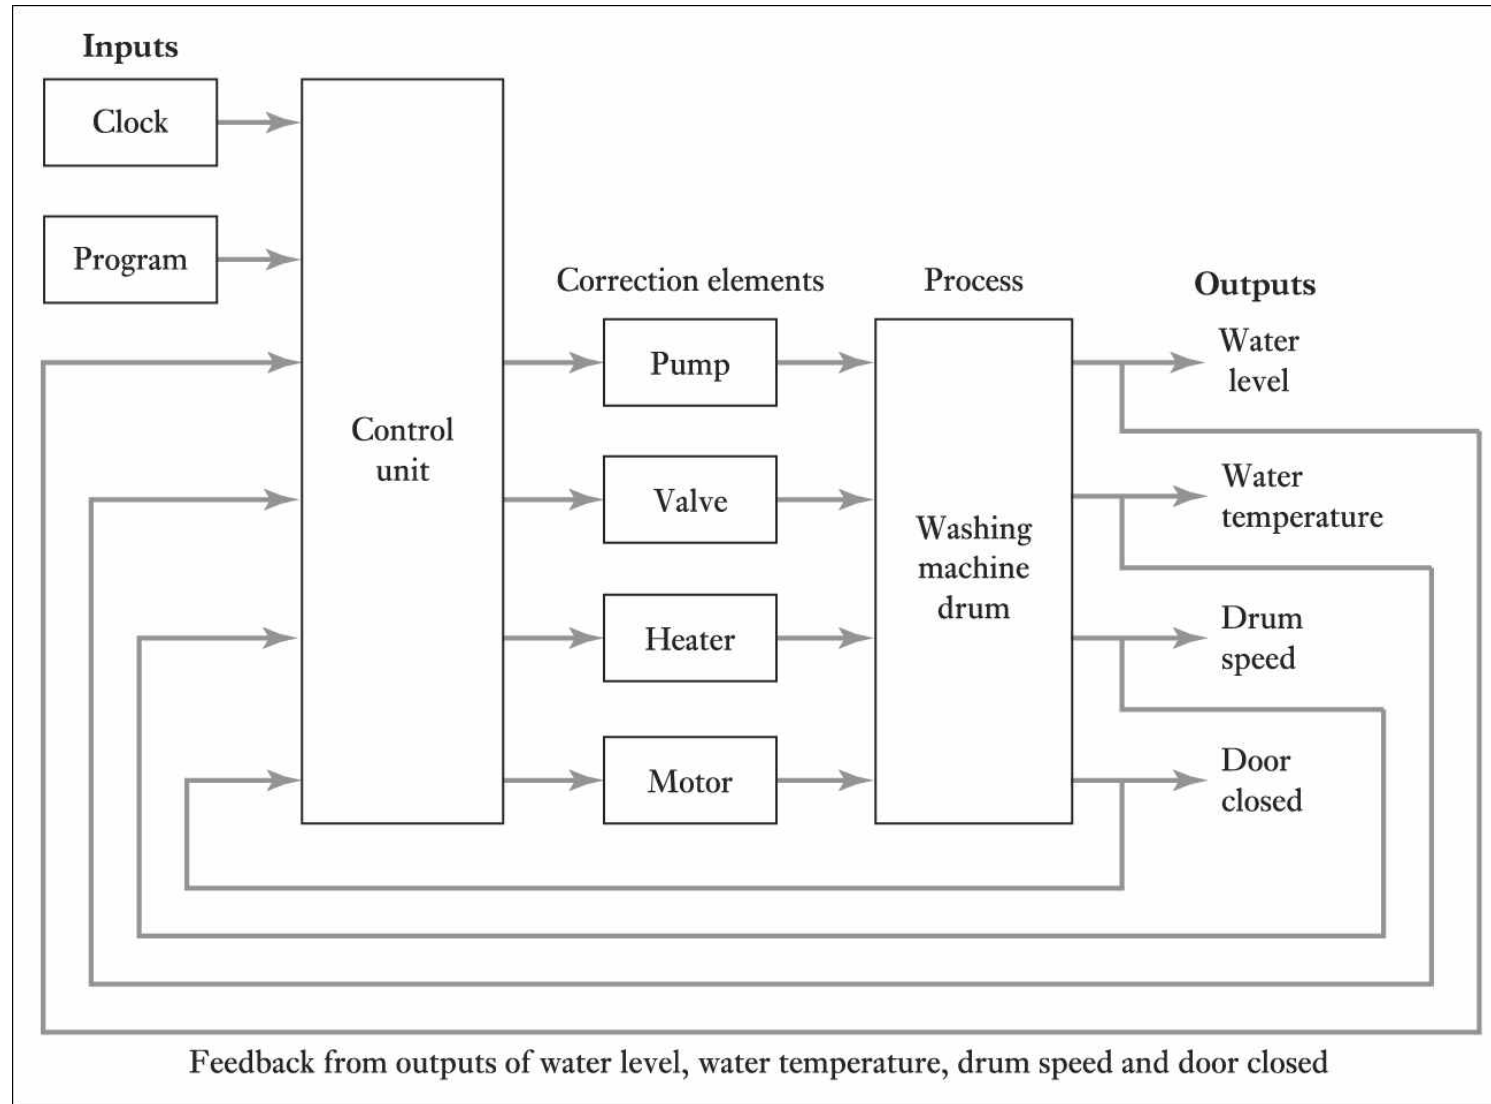 Inputs
Clock
Program
Correction elements
Process
Outputs
Pump
Water
level
Control
unit
Valve
Water
temperature
Washing
machine
drum
Heater
Drum
speed
Motor
Door
closed
Feedback from outputs of water level, water temperature, drum speed and door closed